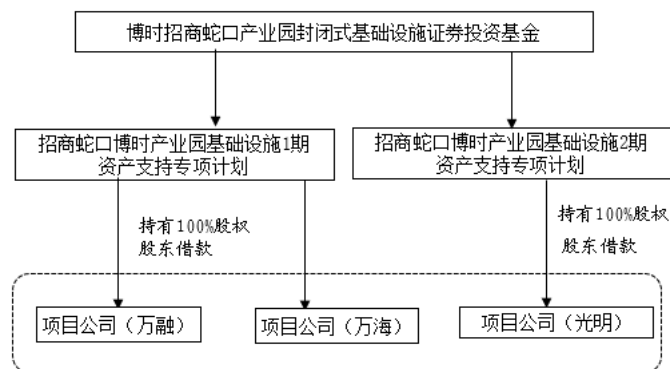 博时招商蛇口产业园封闭式基础设施证券投资基金
招商蛇口博时产业园基础设施1期
资产支持专项计划
招商蛇口博时产业园基础设施2期
资产支持专项计划
持有100%股权
股东借款
持有100%股权
股东借款
项目公司（万融）
项目公司（万海）
项目公司（光明）